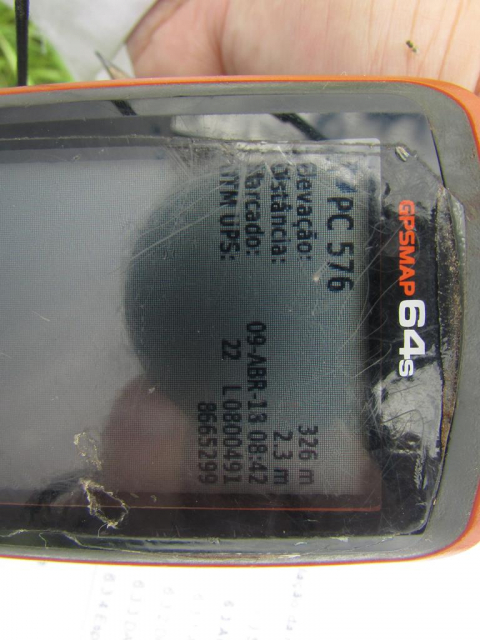 GPSMAP 64s
PC 576
Elevação: 326 m
Distância: 2.3 m
Marcado: 09-ABR-18 08:42
UTM UPS: 22 L 0800491
8665299